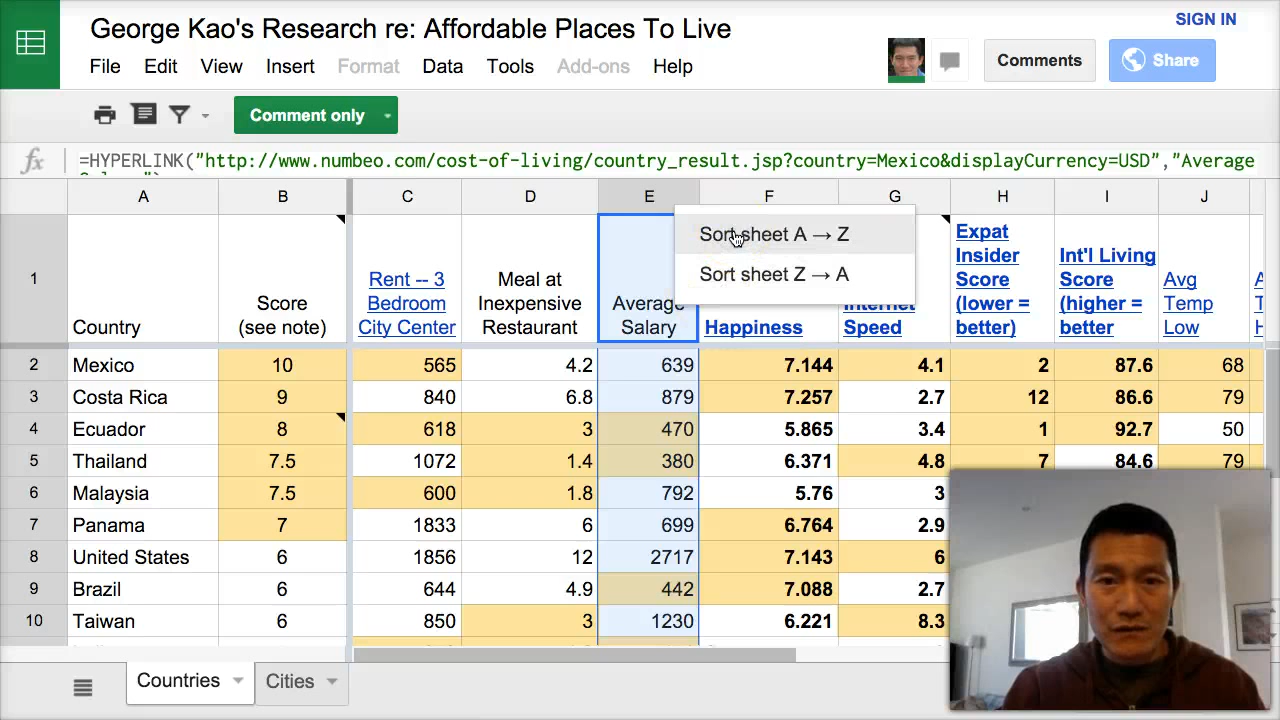 George Kao's Research re: Affordable Places To Live
SIGN IN
File Edit View Insert Format Data Tools Add-ons Help
Comments
Share
Comment only
fx
=HYPERLINK("http://www.numbeo.com/cost-of-living/country_result.jsp?country=Mexico&displayCurrency=USD","Average
A B C D E F G H I J
1
Country
Score
(see note)
Rent -- 3
Bedroom
City Center
Meal at
Inexpensive
Restaurant
Average
Salary
Sort sheet A → Z
Sort sheet Z → A
Happiness
Internet
Speed
Expat
Insider
Score
(lower =
better)
Int'l Living
Score
(higher =
better
Avg
Temp
Low
2 Mexico 10 565 4.2 639 7.144 4.1 2 87.6 68
3 Costa Rica 9 840 6.8 879 7.257 2.7 12 86.6 79
4 Ecuador 8 618 3 470 5.865 3.4 1 92.7 50
5 Thailand 7.5 1072 1.4 380 6.371 4.8 7 84.6 79
6 Malaysia 7.5 600 1.8 792 5.76 3
7 Panama 7 1833 6 699 6.764 2.9
8 United States 6 1856 12 2717 7.143 6
9 Brazil 6 644 4.9 442 7.088 2.7
10 Taiwan 6 850 3 1230 6.221 8.3
Countries
Cities